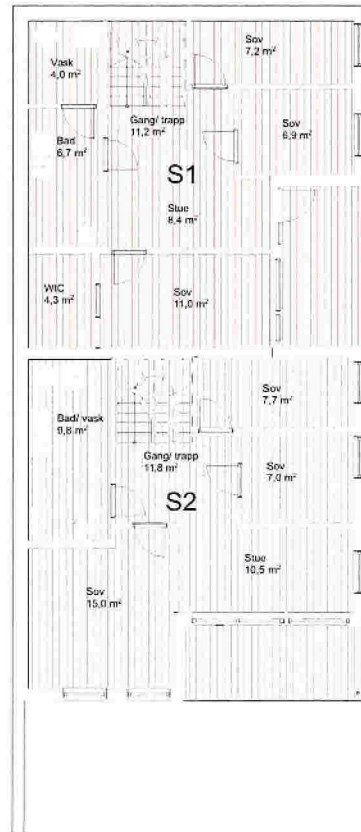 Sov
7,2 m²
Vask
4,0 m²
Gang/ trapp
11,2 m²
Sov
6,9 m²
Bad
6,7 m²
S1
Stue
8,4 m²
WIC
4,3 m²
Sov
11,0 m²
Sov
7,7 m²
Bad/ vask
9,8 m²
Gang/ trapp
11,8 m²
Sov
7,0 m²
S2
Stue
10,5 m²
Sov
15,0 m²